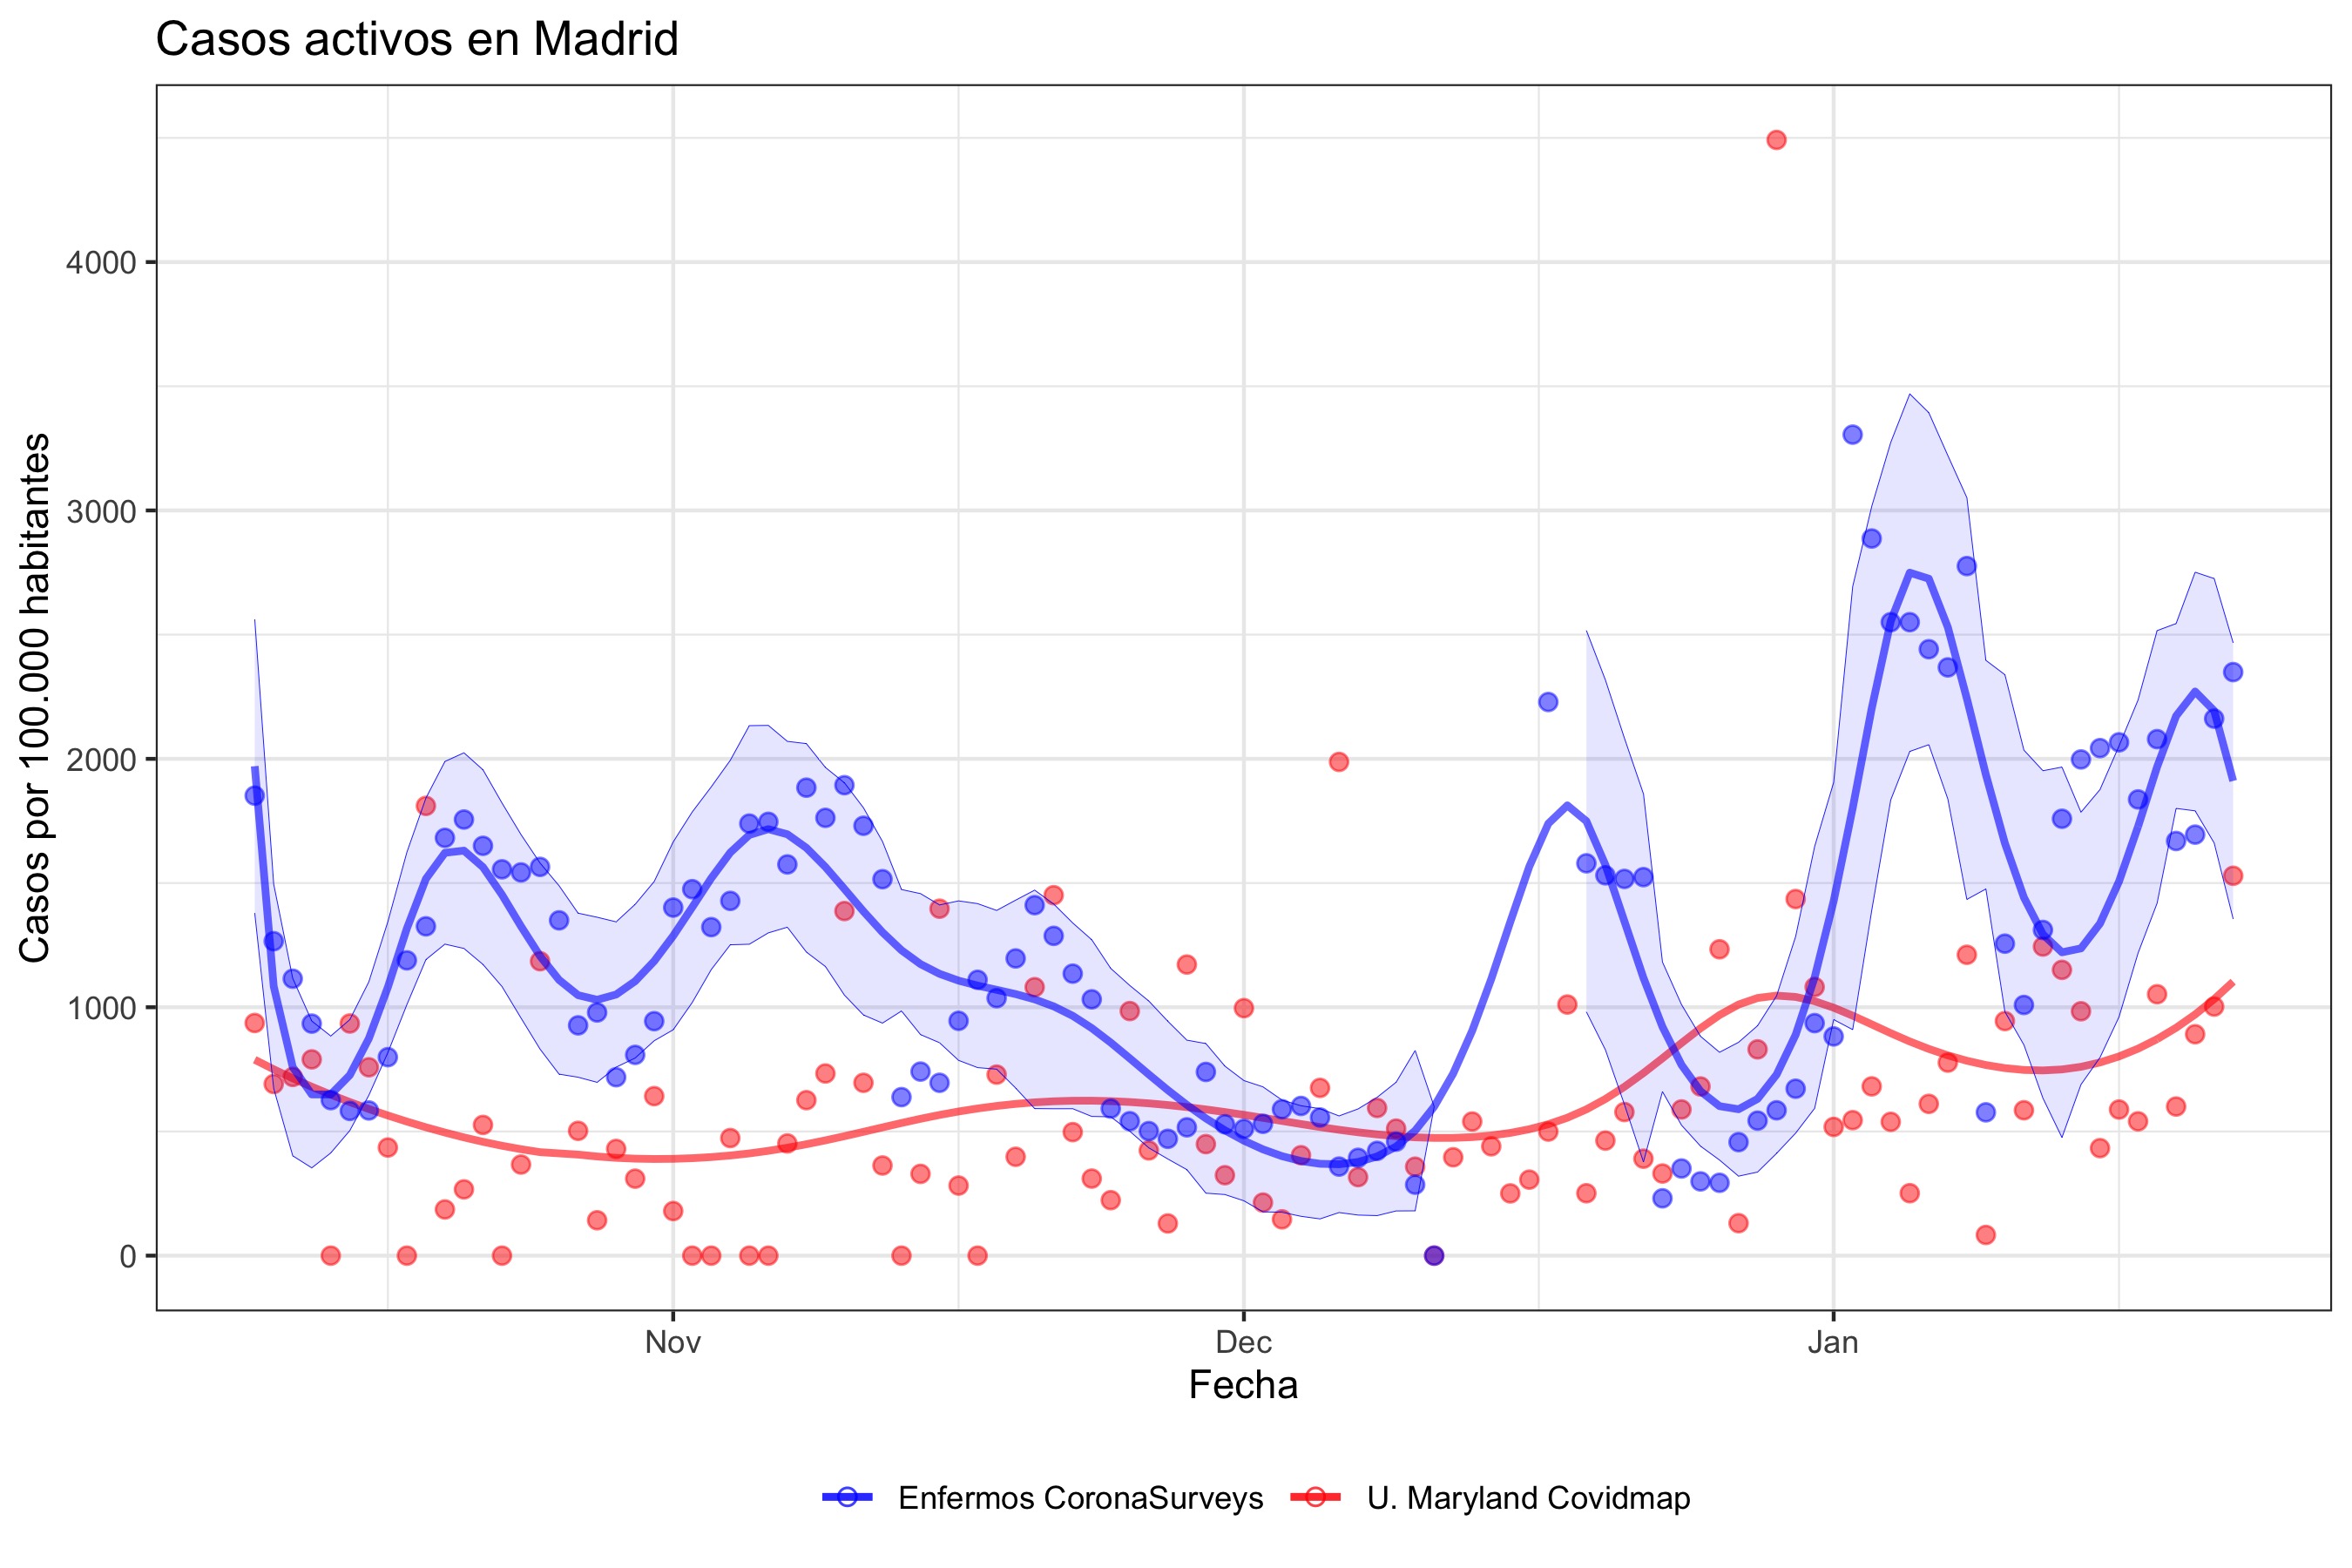 Casos activos en Madrid
Casos por 100.000 habitantes
4000
3000
2000
1000
0
Nov Dec Jan
Fecha
Enfermos CoronaSurveys U. Maryland Covidmap